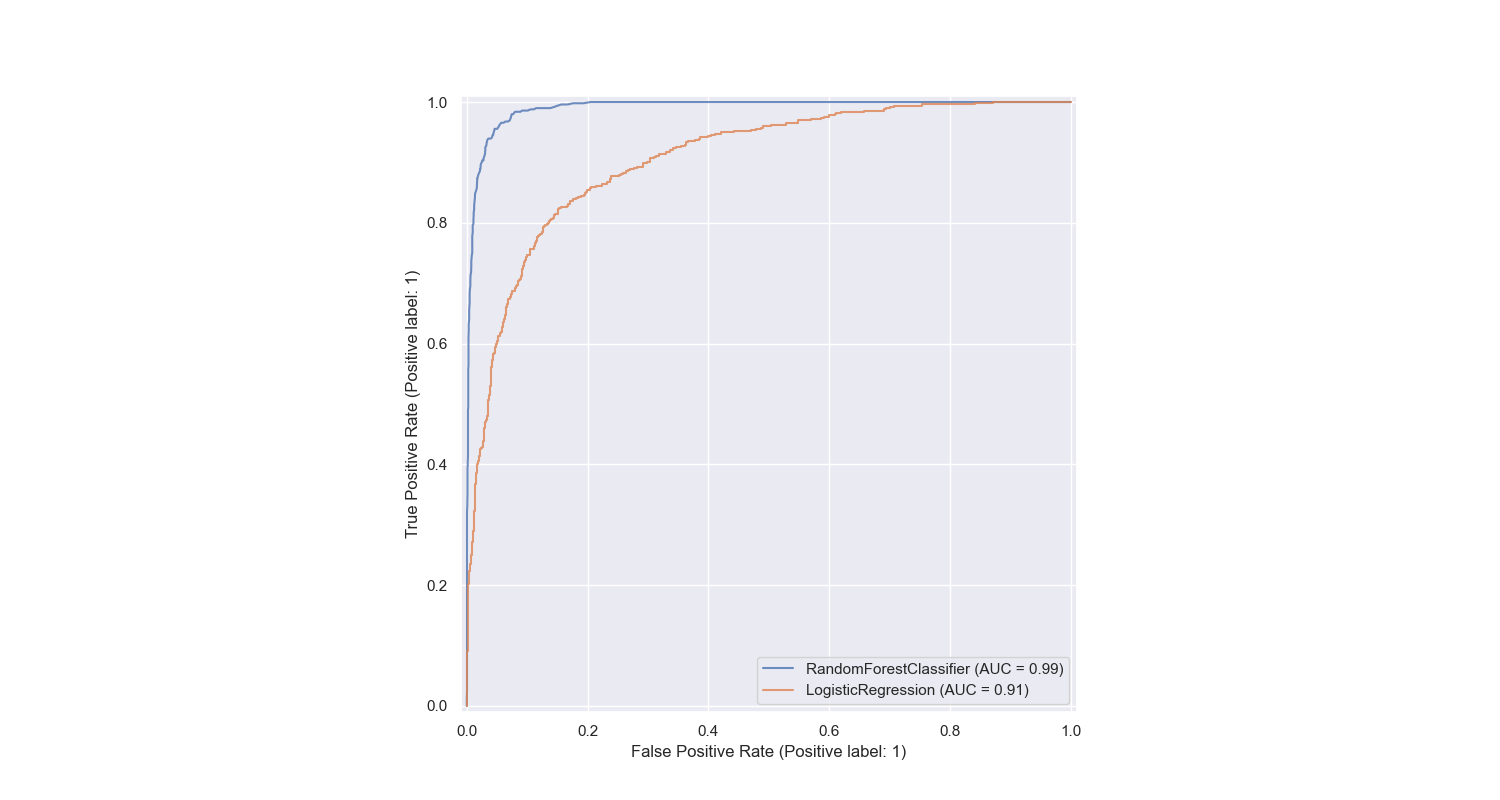 1.0
0.8
0.6
0.4
0.2
0.0
True Positive Rate (Positive label: 1)
RandomForestClassifier (AUC = 0.99)
LogisticRegression (AUC = 0.91)
0.0 0.2 0.4 0.6 0.8 1.0
False Positive Rate (Positive label: 1)